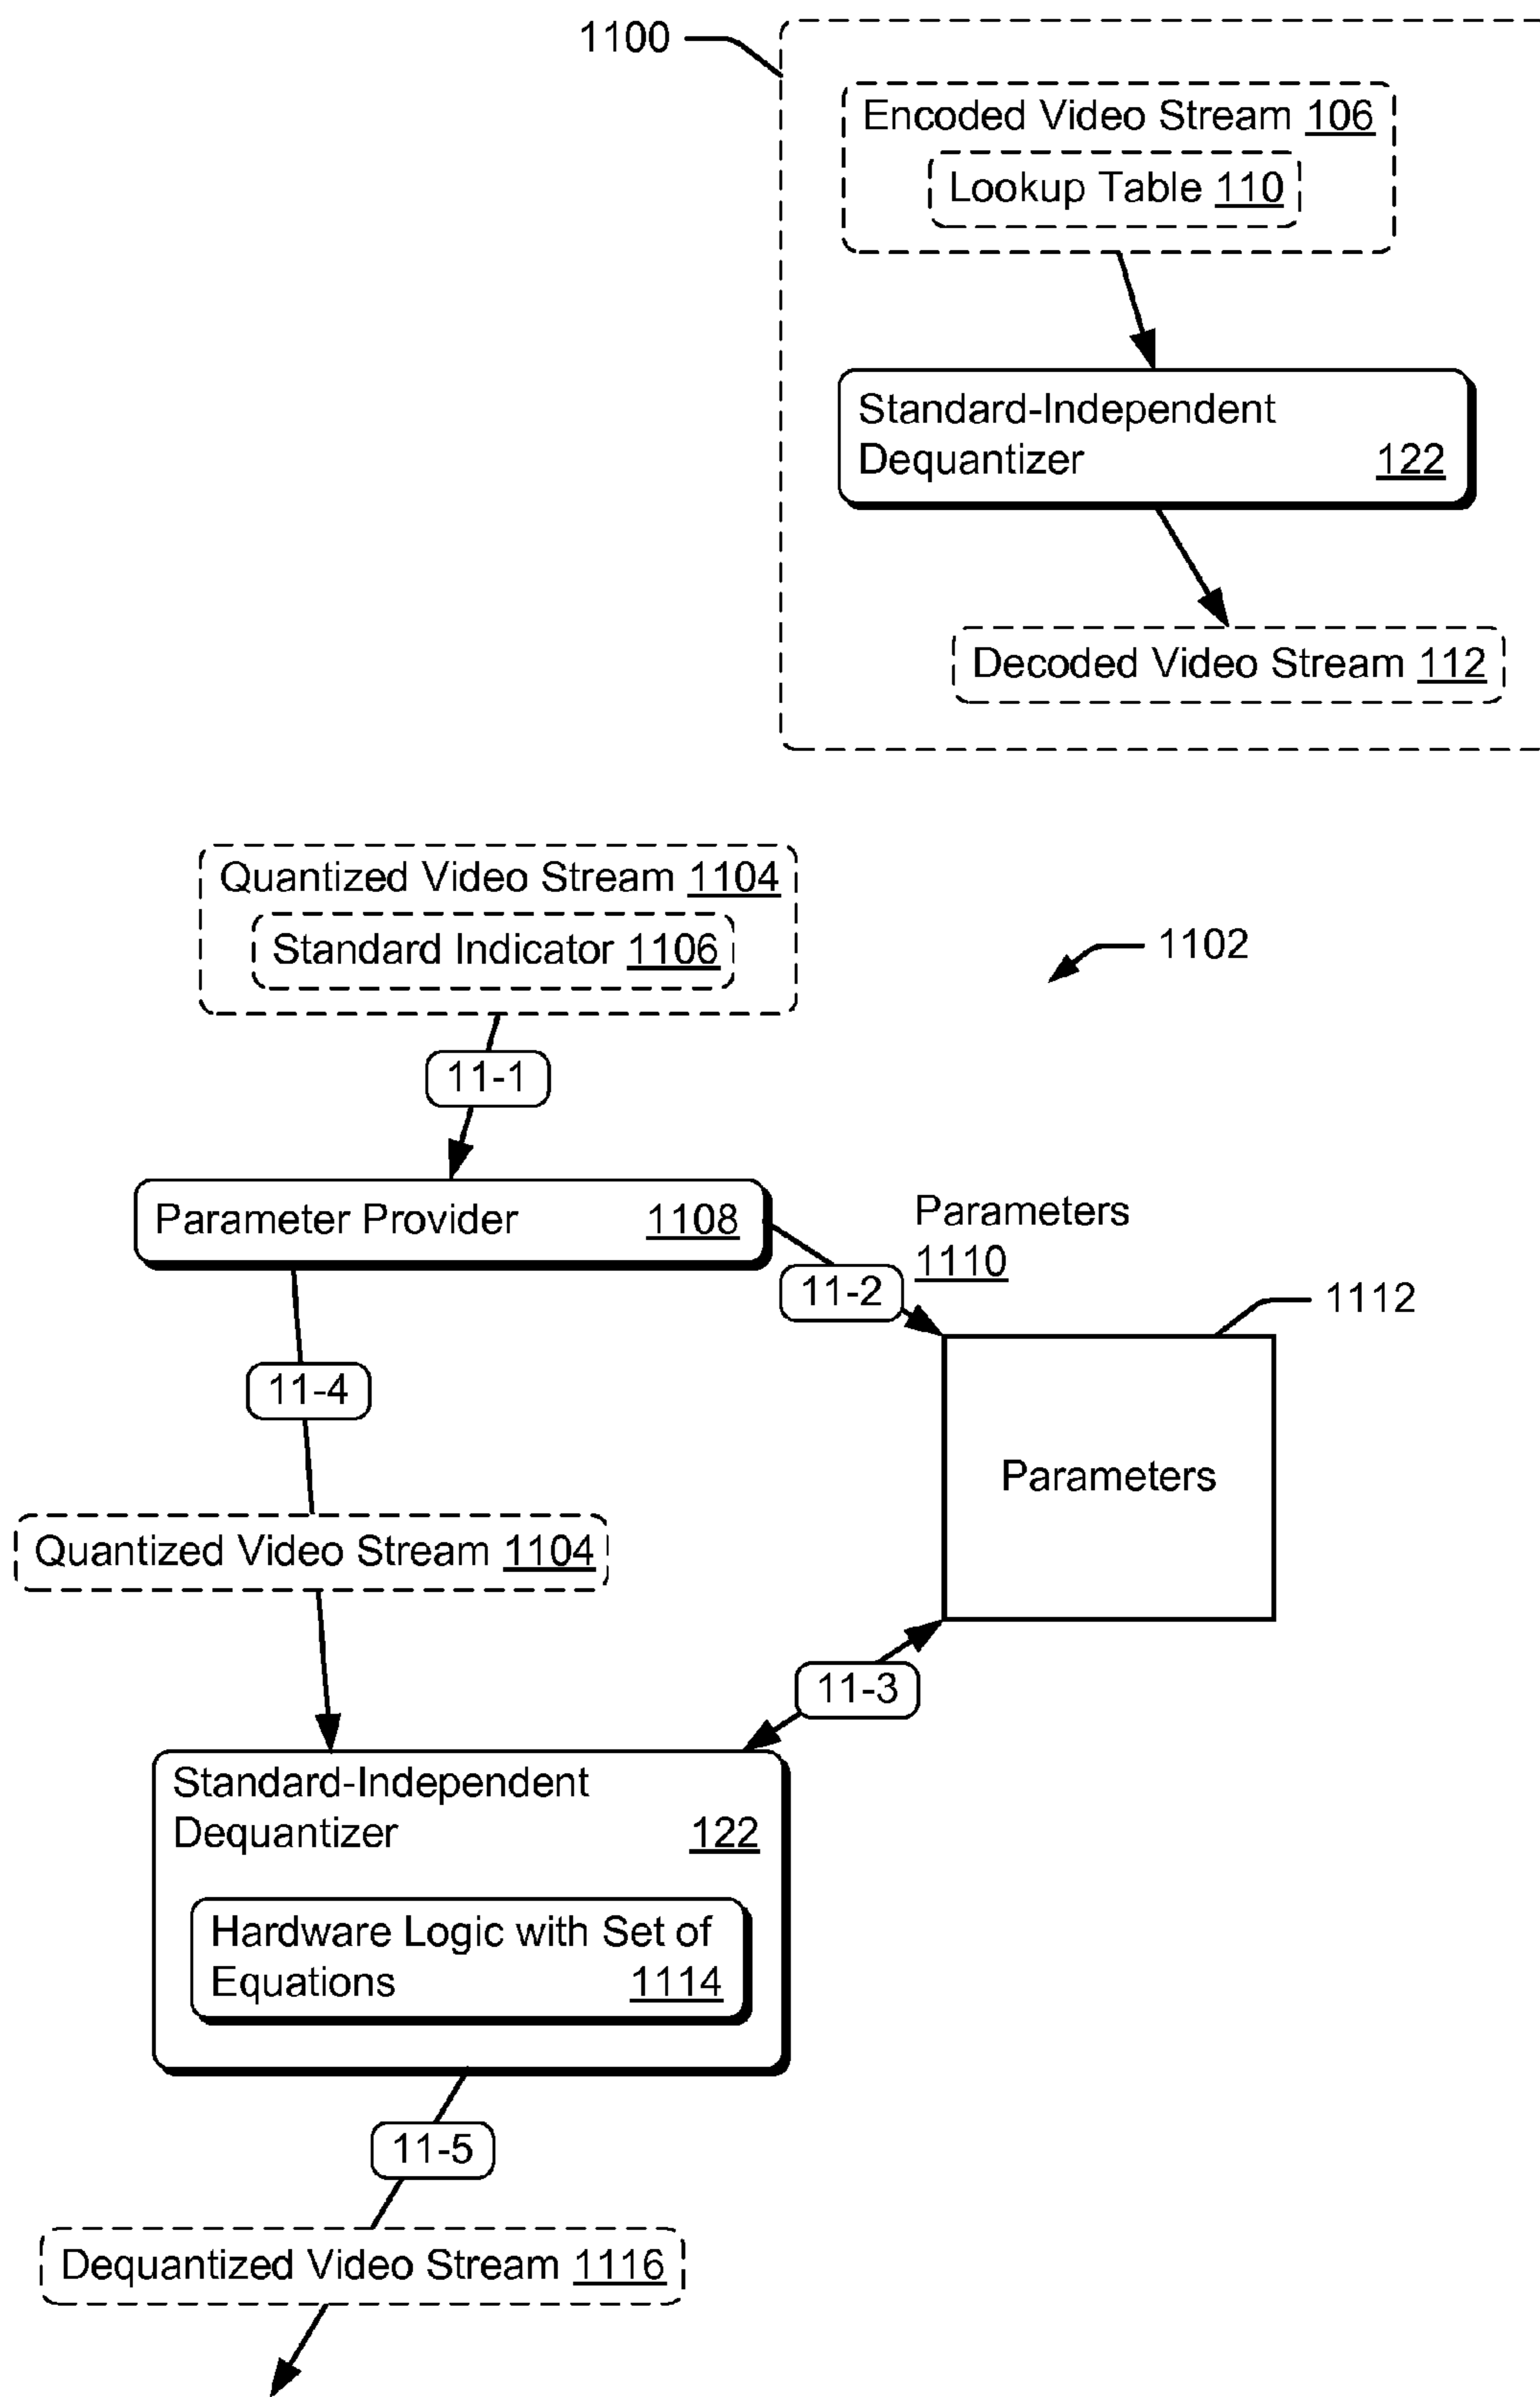 1100
Encoded Video Stream 106
Lookup Table 110
Standard-Independent
Dequantizer 122
Decoded Video Stream 112
Quantized Video Stream 1104
Standard Indicator 1106
1102
11-1
Parameter Provider 1108
Parameters
1110
11-2
1112
11-4
Parameters
Quantized Video Stream 1104
11-3
Standard-Independent
Dequantizer 122
Hardware Logic with Set of
Equations 1114
11-5
Dequantized Video Stream 1116